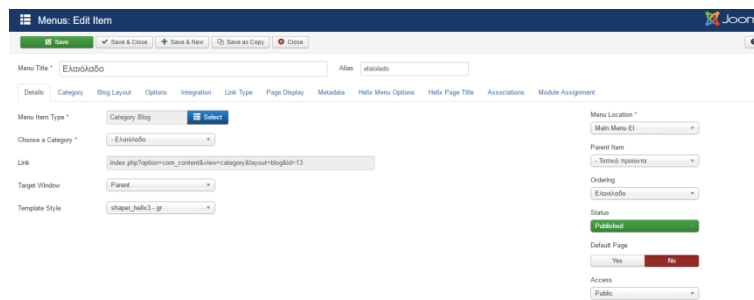 Menus: Edit Item
Joom
Save
Save & Close
Save & New
Save as Copy
Close
Menu Title *
Ελαιόλαδο
Alias
elaiolado
Details Category Blog Layout Options Integration Link Type Page Display Metadata Helix Menu Options Helix Page Title Associations Module Assignment
Menu Item Type *
Category Blog
Select
Choose a Category *
- Ελαιόλαδο
Link
index.php?option=com_content&view=category&layout=blog&id=13
Target Window
Parent
Template Style
shaper_helix3 - gr
Menu Location *
Main Menu El
Parent Item
- Τοπικά προϊοντα
Ordering
Ελαιόλαδο
Status
Published
Default Page
Yes No
Access
Public